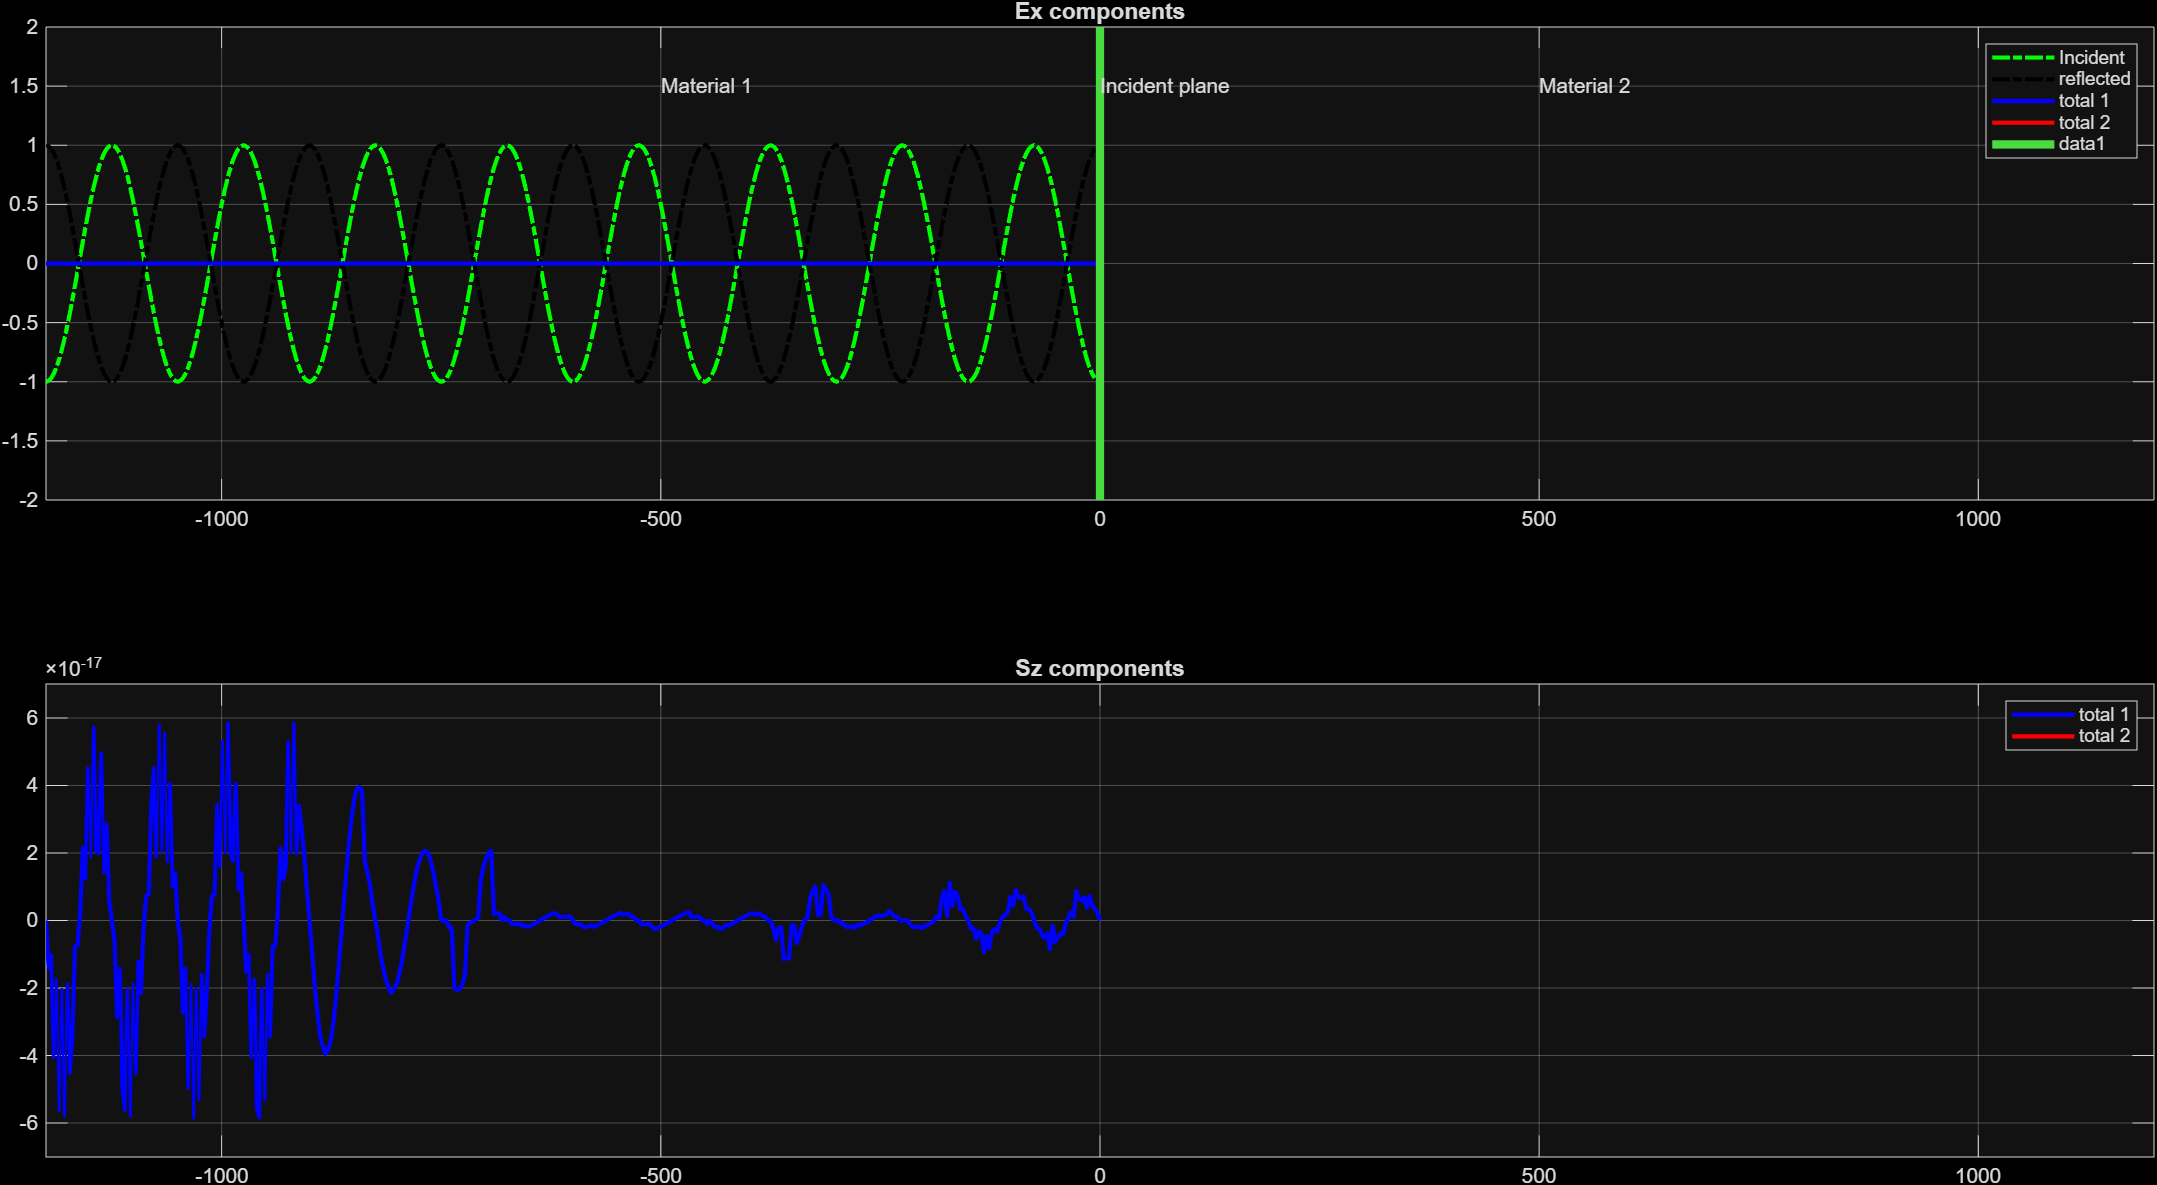 Ex components
2
1.5
1
0.5
0
-0.5
-1
-1.5
-2
Material 1
Incident plane
Material 2
Incident
reflected
total 1
total 2
data1
-1000
-500
0
500
1000
×10-17
Sz components
6
4
2
0
-2
-4
-6
total 1
total 2
-1000
-500
0
500
1000